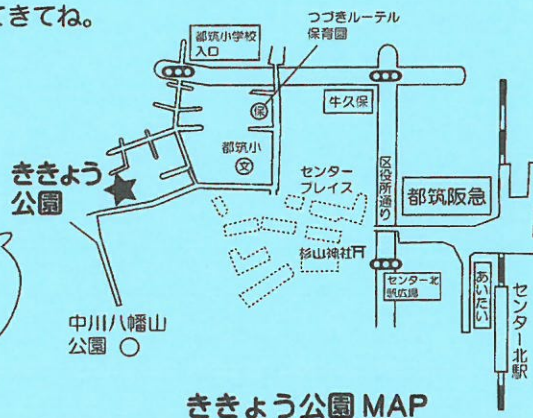 てきてね。
つづきルーテル
保育園
都筑小学校
入口
保
牛久保
都筑小
文
ききょう
公園
センター
プレイス
区役所通り
都筑阪急
杉山神社
センター北
駅広場
あいたい
センター北駅
中川八幡山
公園
ききょう公園 MAP